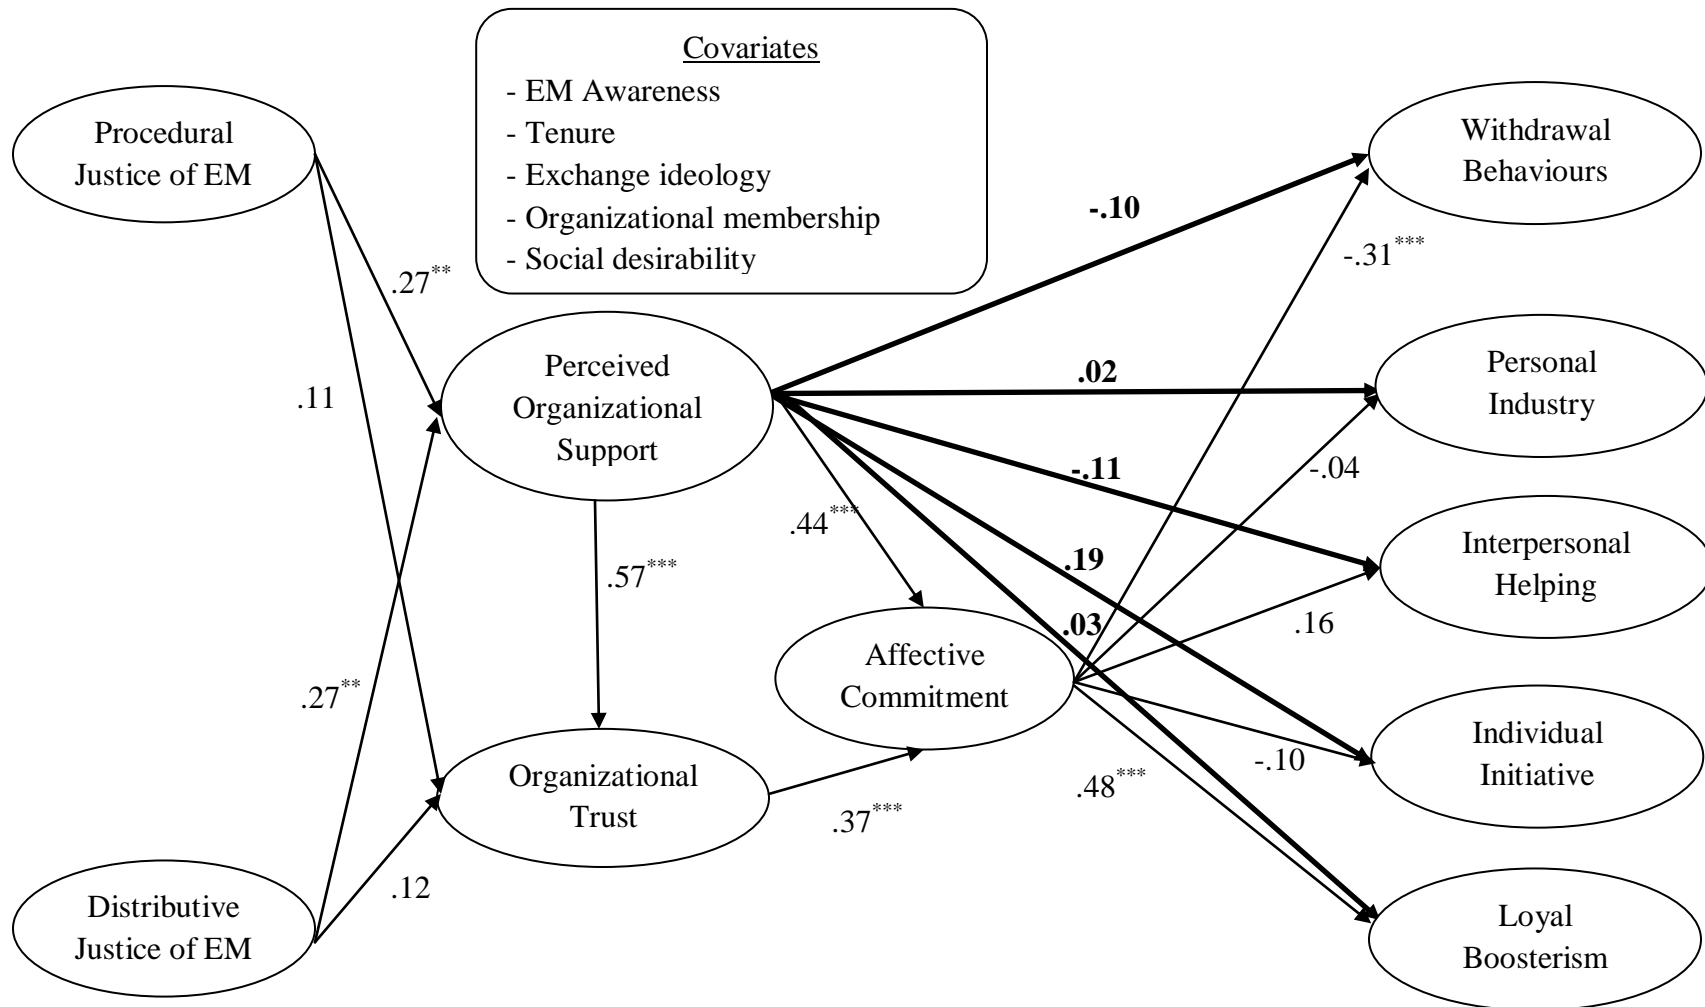 Covariates
- EM Awareness
- Tenure
- Exchange ideology
- Organizational membership
- Social desirability
Procedural
Justice of EM
Withdrawal
Behaviours
-.10
-.31***
.27**
Perceived
Organizational
Support
.02
Personal
Industry
.11
-.11
-.04
.44***
Interpersonal
Helping
.57***
.19
.16
.03
Affective
Commitment
.27**
Organizational
Trust
.37***
.48***
-.10
Individual
Initiative
.12
Distributive
Justice of EM
Loyal
Boosterism